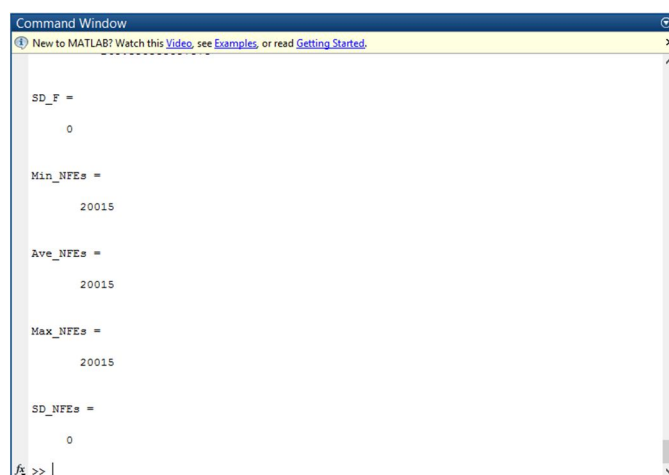 Command Window
New to MATLAB? Watch this Video, see Examples, or read Getting Started.
SD_F =
0
Min_NFEs =
20015
Ave_NFEs =
20015
Max_NFEs =
20015
SD_NFEs =
0
fx >>